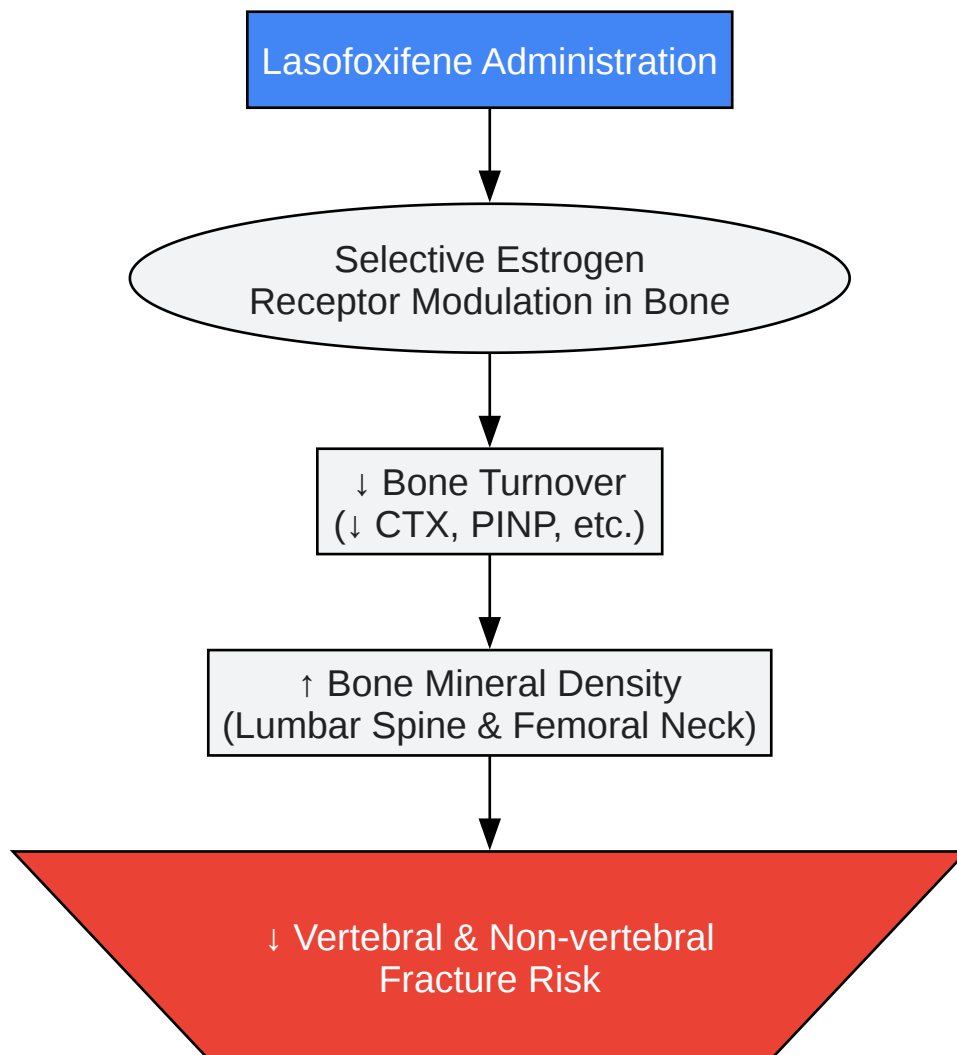 Lasofoxifene Administration
Selective Estrogen
Receptor Modulation in Bone
↓ Bone Turnover
(↓ CTX, PINP, etc.)
↑ Bone Mineral Density
(Lumbar Spine & Femoral Neck)
↓ Vertebral & Non-vertebral
Fracture Risk